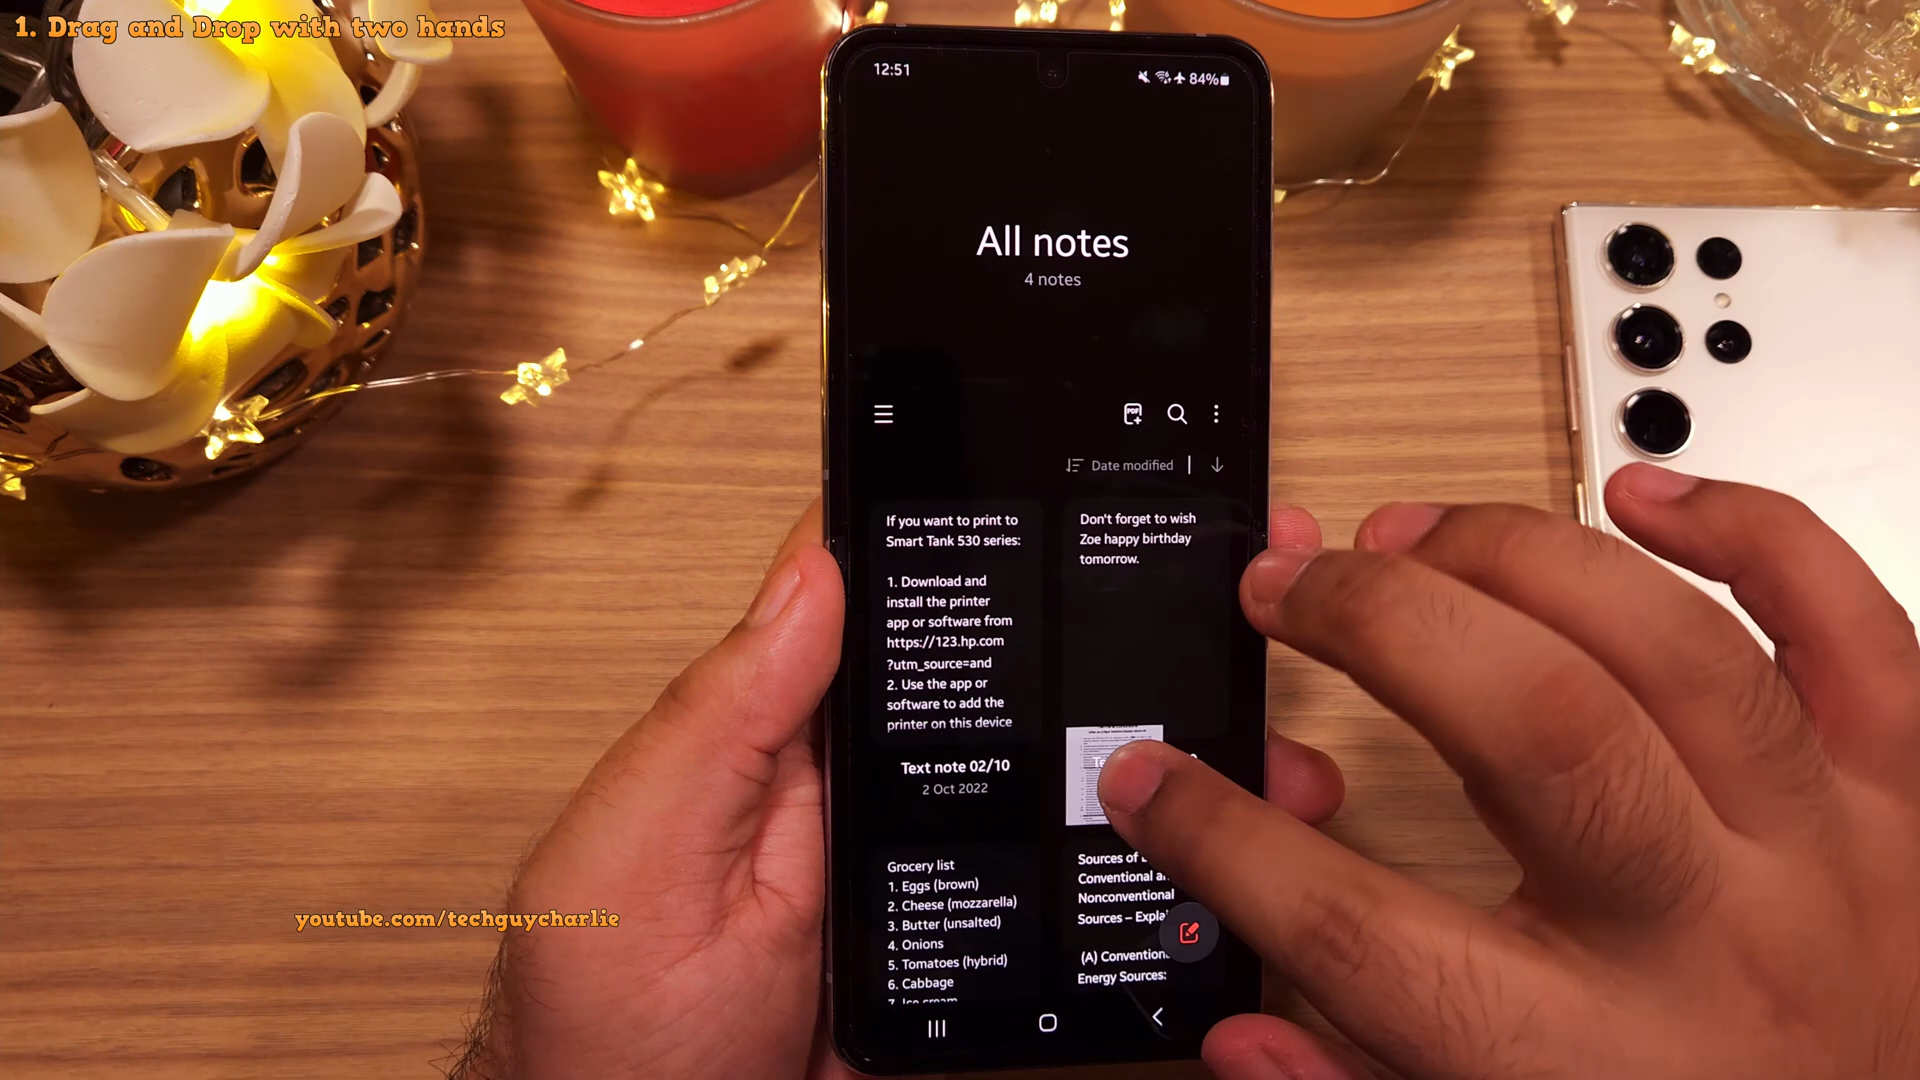 1. Drag and Drop with two hands
12:51
84%
All notes
4 notes
PDF
Date modified
If you want to print to
Smart Tank 530 series:
1. Download and
install the printer
app or software from
https://123.hp.com
?utm_source=and
2. Use the app or
software to add the
printer on this device
Text note 02/10
2 Oct 2022
Don't forget to wish
Zoe happy birthday
tomorrow.
Grocery list
1. Eggs (brown)
2. Cheese (mozzarella)
3. Butter (unsalted)
4. Onions
5. Tomatoes (hybrid)
6. Cabbage
7. Ice cream
Sources of
Conventional
Nonconventional
Sources –
(A)
Energy Sources:
youtube.com/techguycharlie